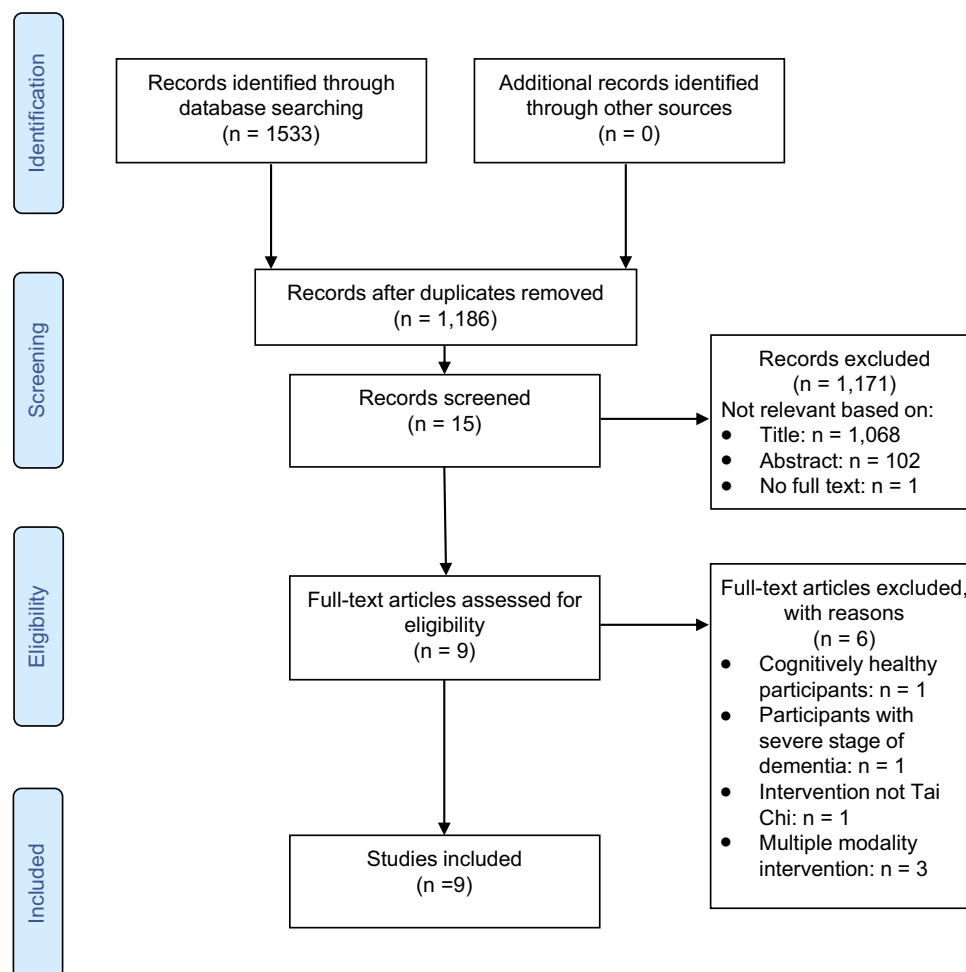 Identification
Records identified through
database searching
(n = 1533)
Additional records identified
through other sources
(n = 0)
Screening
Records after duplicates removed
(n = 1,186)
Records screened
(n = 15)
Records excluded
(n = 1,171)
Not relevant based on:
● Title: n = 1,068
● Abstract: n = 102
● No full text: n = 1
Eligibility
Full-text articles assessed for
eligibility
(n = 9)
Full-text articles excluded,
with reasons
(n = 6)
● Cognitively healthy
participants: n = 1
● Participants with
severe stage of
dementia: n = 1
● Intervention not Tai
Chi: n = 1
● Multiple modality
intervention: n = 3
Included
Studies included
(n =9)